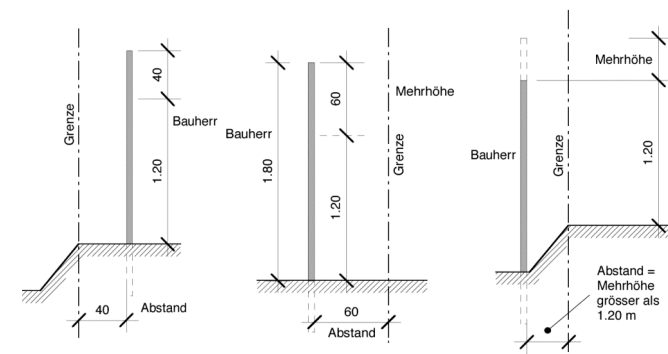 Grenze
40
Bauherr
1.20
40
Abstand
Bauherr
1.80
60
1.20
Mehrhöhe
Grenze
60
Abstand
Mehrhöhe
Bauherr
Grenze
1.20
Abstand =
Mehrhöhe
grösser als
1.20 m